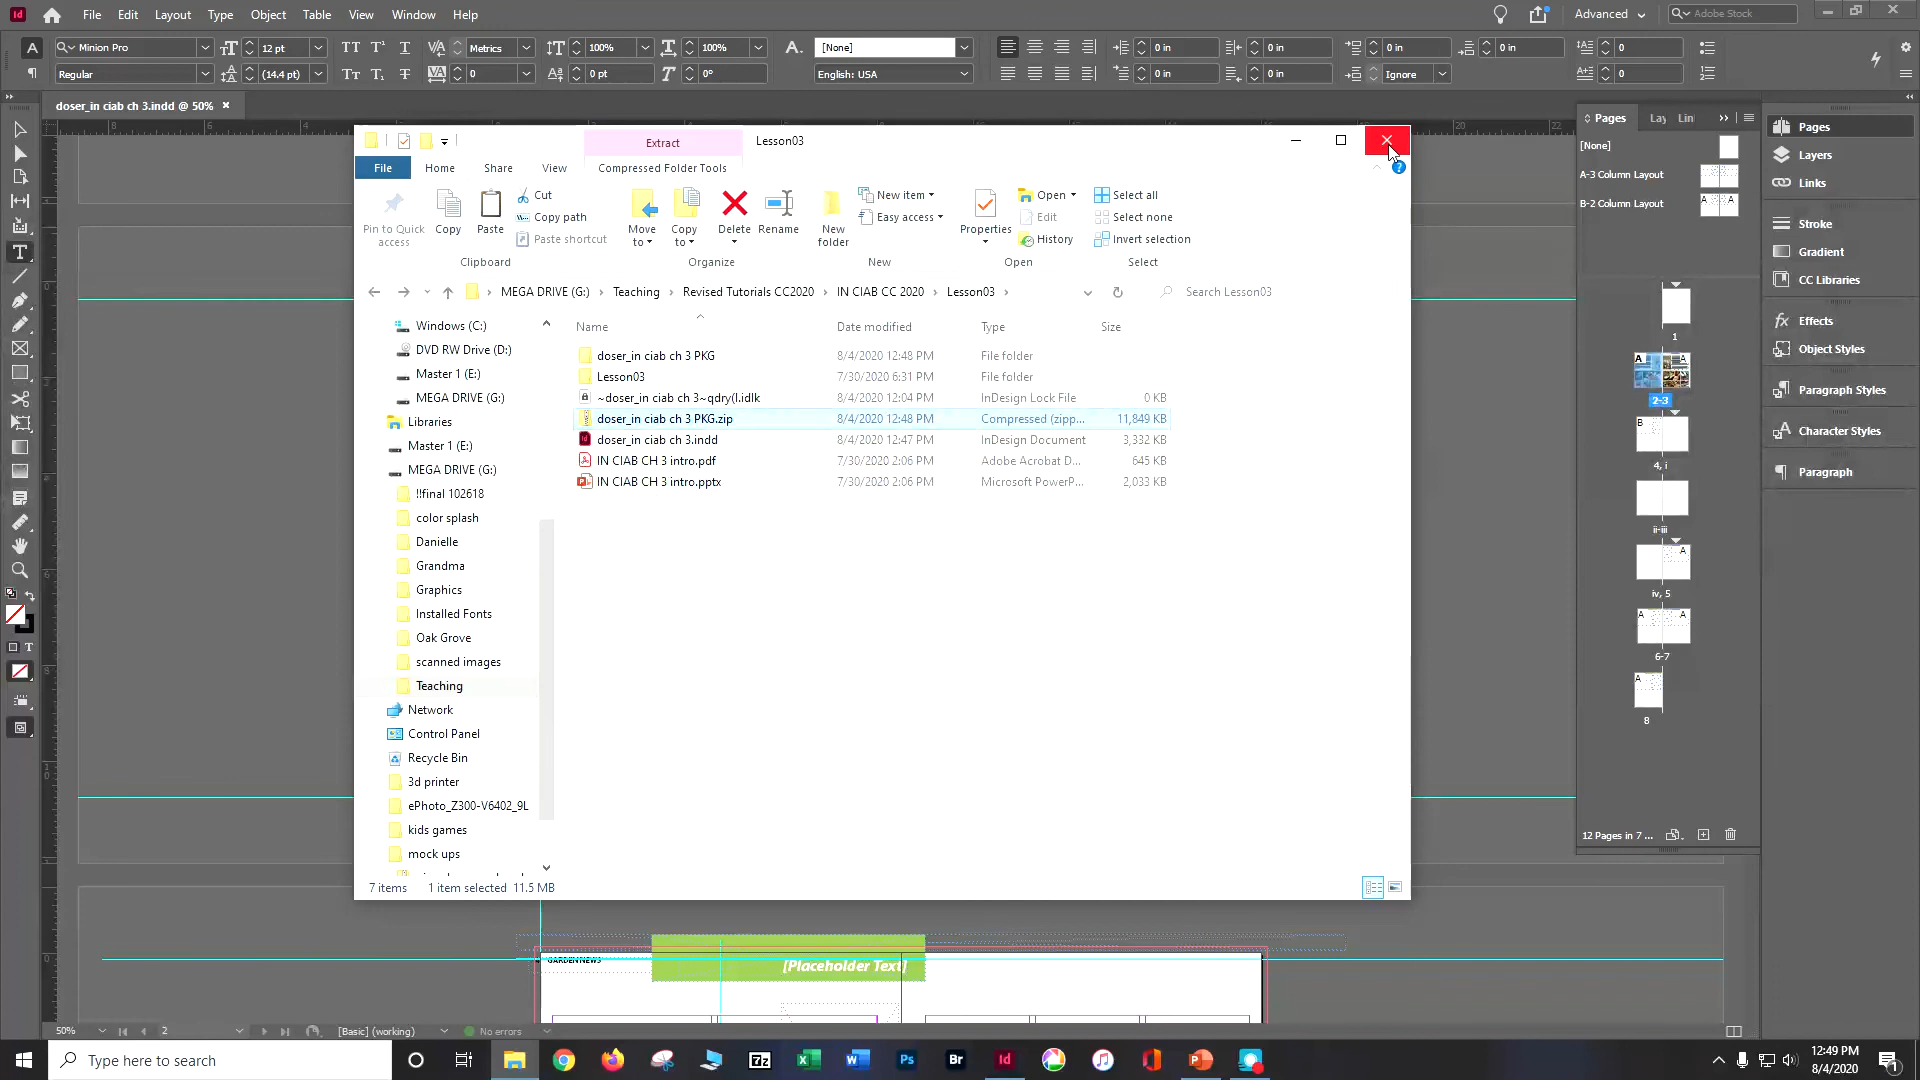 File Edit Layout Type Object Table View Window Help
Advanced
Adobe Stock
Minion Pro 12 pt Metrics 100% 100% [None] 0 in 0 in 0 in 0 in 0
Regular (14.4 pt) 0 0 pt 0° English: USA 0 in 0 in Ignore 0
doser_in ciab ch 3.indd @ 50%
Extract Lesson03
File Home Share View Compressed Folder Tools
Pin to Quick access
Copy
Paste
Cut
Copy path
Paste shortcut
Clipboard
Move to
Copy to
Delete
Rename
Organize
New folder
New item
Easy access
New
Properties
Open
Edit
History
Open
Select all
Select none
Invert selection
Select
MEGA DRIVE (G:) Teaching Revised Tutorials CC2020 IN CIAB CC 2020 Lesson03
Search Lesson03
Windows (C:)
DVD RW Drive (D:)
Master 1 (E:)
MEGA DRIVE (G:)
Libraries
Master 1 (E:)
MEGA DRIVE (G:)
!!final 102618
color splash
Danielle
Grandma
Graphics
Installed Fonts
Oak Grove
scanned images
Teaching
Network
Control Panel
Recycle Bin
3d printer
ePhoto_Z300-V6402_9L
kids games
mock ups
Name Date modified Type Size
doser_in ciab ch 3 PKG 8/4/2020 12:48 PM File folder
Lesson03 7/30/2020 6:31 PM File folder
~doser_in ciab ch 3~qdry(l.idlk 8/4/2020 12:04 PM InDesign Lock File 0 KB
doser_in ciab ch 3 PKG.zip 8/4/2020 12:48 PM Compressed (zipp... 11,849 KB
doser_in ciab ch 3.indd 8/4/2020 12:47 PM InDesign Document 3,332 KB
IN CIAB CH 3 intro.pdf 7/30/2020 2:06 PM Adobe Acrobat D... 645 KB
IN CIAB CH 3 intro.pptx 7/30/2020 2:06 PM Microsoft PowerP... 2,033 KB
7 items 1 item selected 11.5 MB
Pages Lay Lin
[None]
A-3 Column Layout
B-2 Column Layout
1
A A
2-3
B
4, i
ii-iii
A
iv, 5
A A
6-7
A
8
12 Pages in 7 ...
Pages
Layers
Links
Stroke
Gradient
CC Libraries
Effects
Object Styles
Paragraph Styles
Character Styles
Paragraph
GARDEN NEWS
[Placeholder Text]
50% 2 [Basic] (working) No errors
Type here to search
12:49 PM
8/4/2020